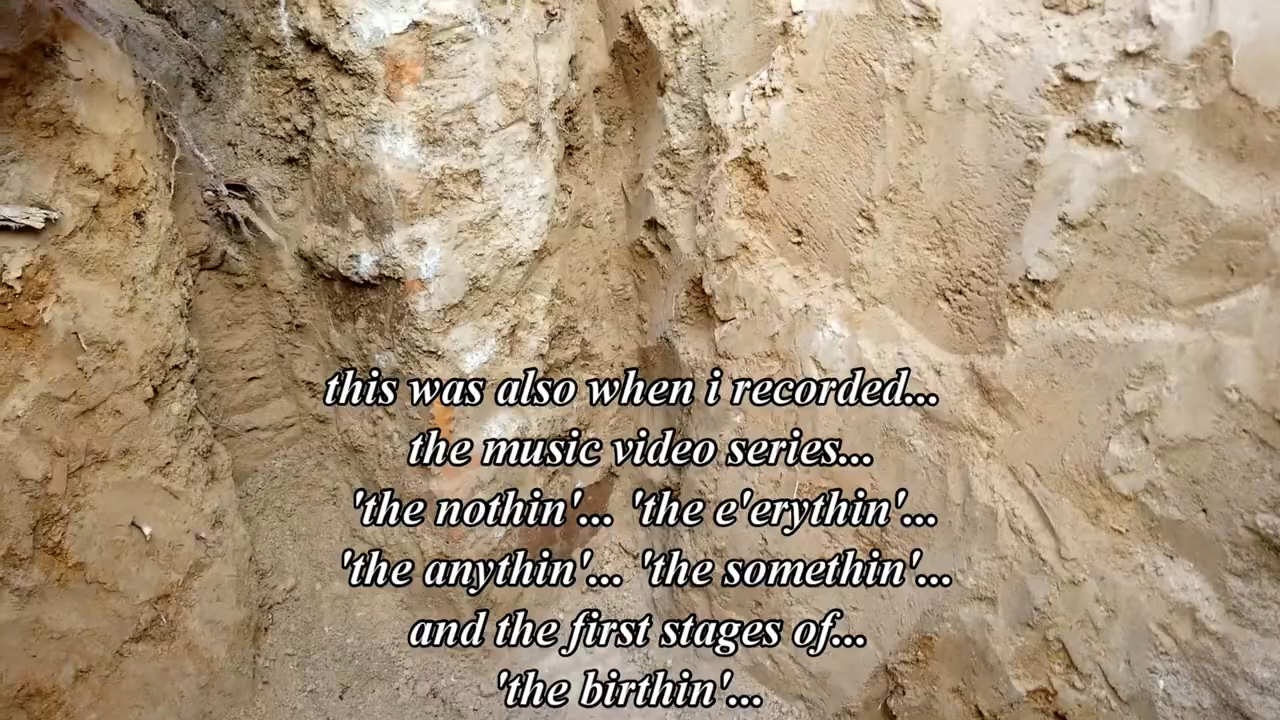 this was also when i recorded...
the music video series...
'the nothin'... 'the e'erythin'...
'the anythin'... 'the somethin'...
and the first stages of...
'the birthin'...